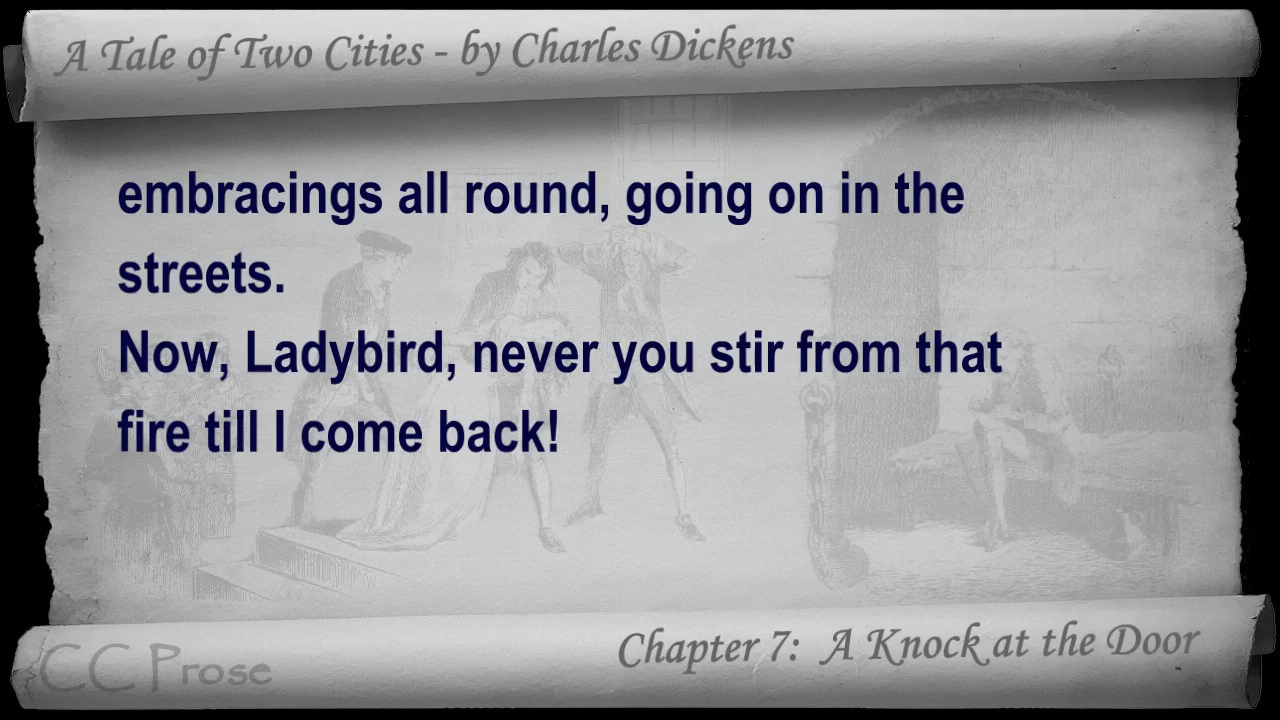 A Tale of Two Cities - by Charles Dickens
embracings all round, going on in the
streets.
Now, Ladybird, never you stir from that
fire till I come back!
Chapter 7: A Knock at the Door
CC Prose